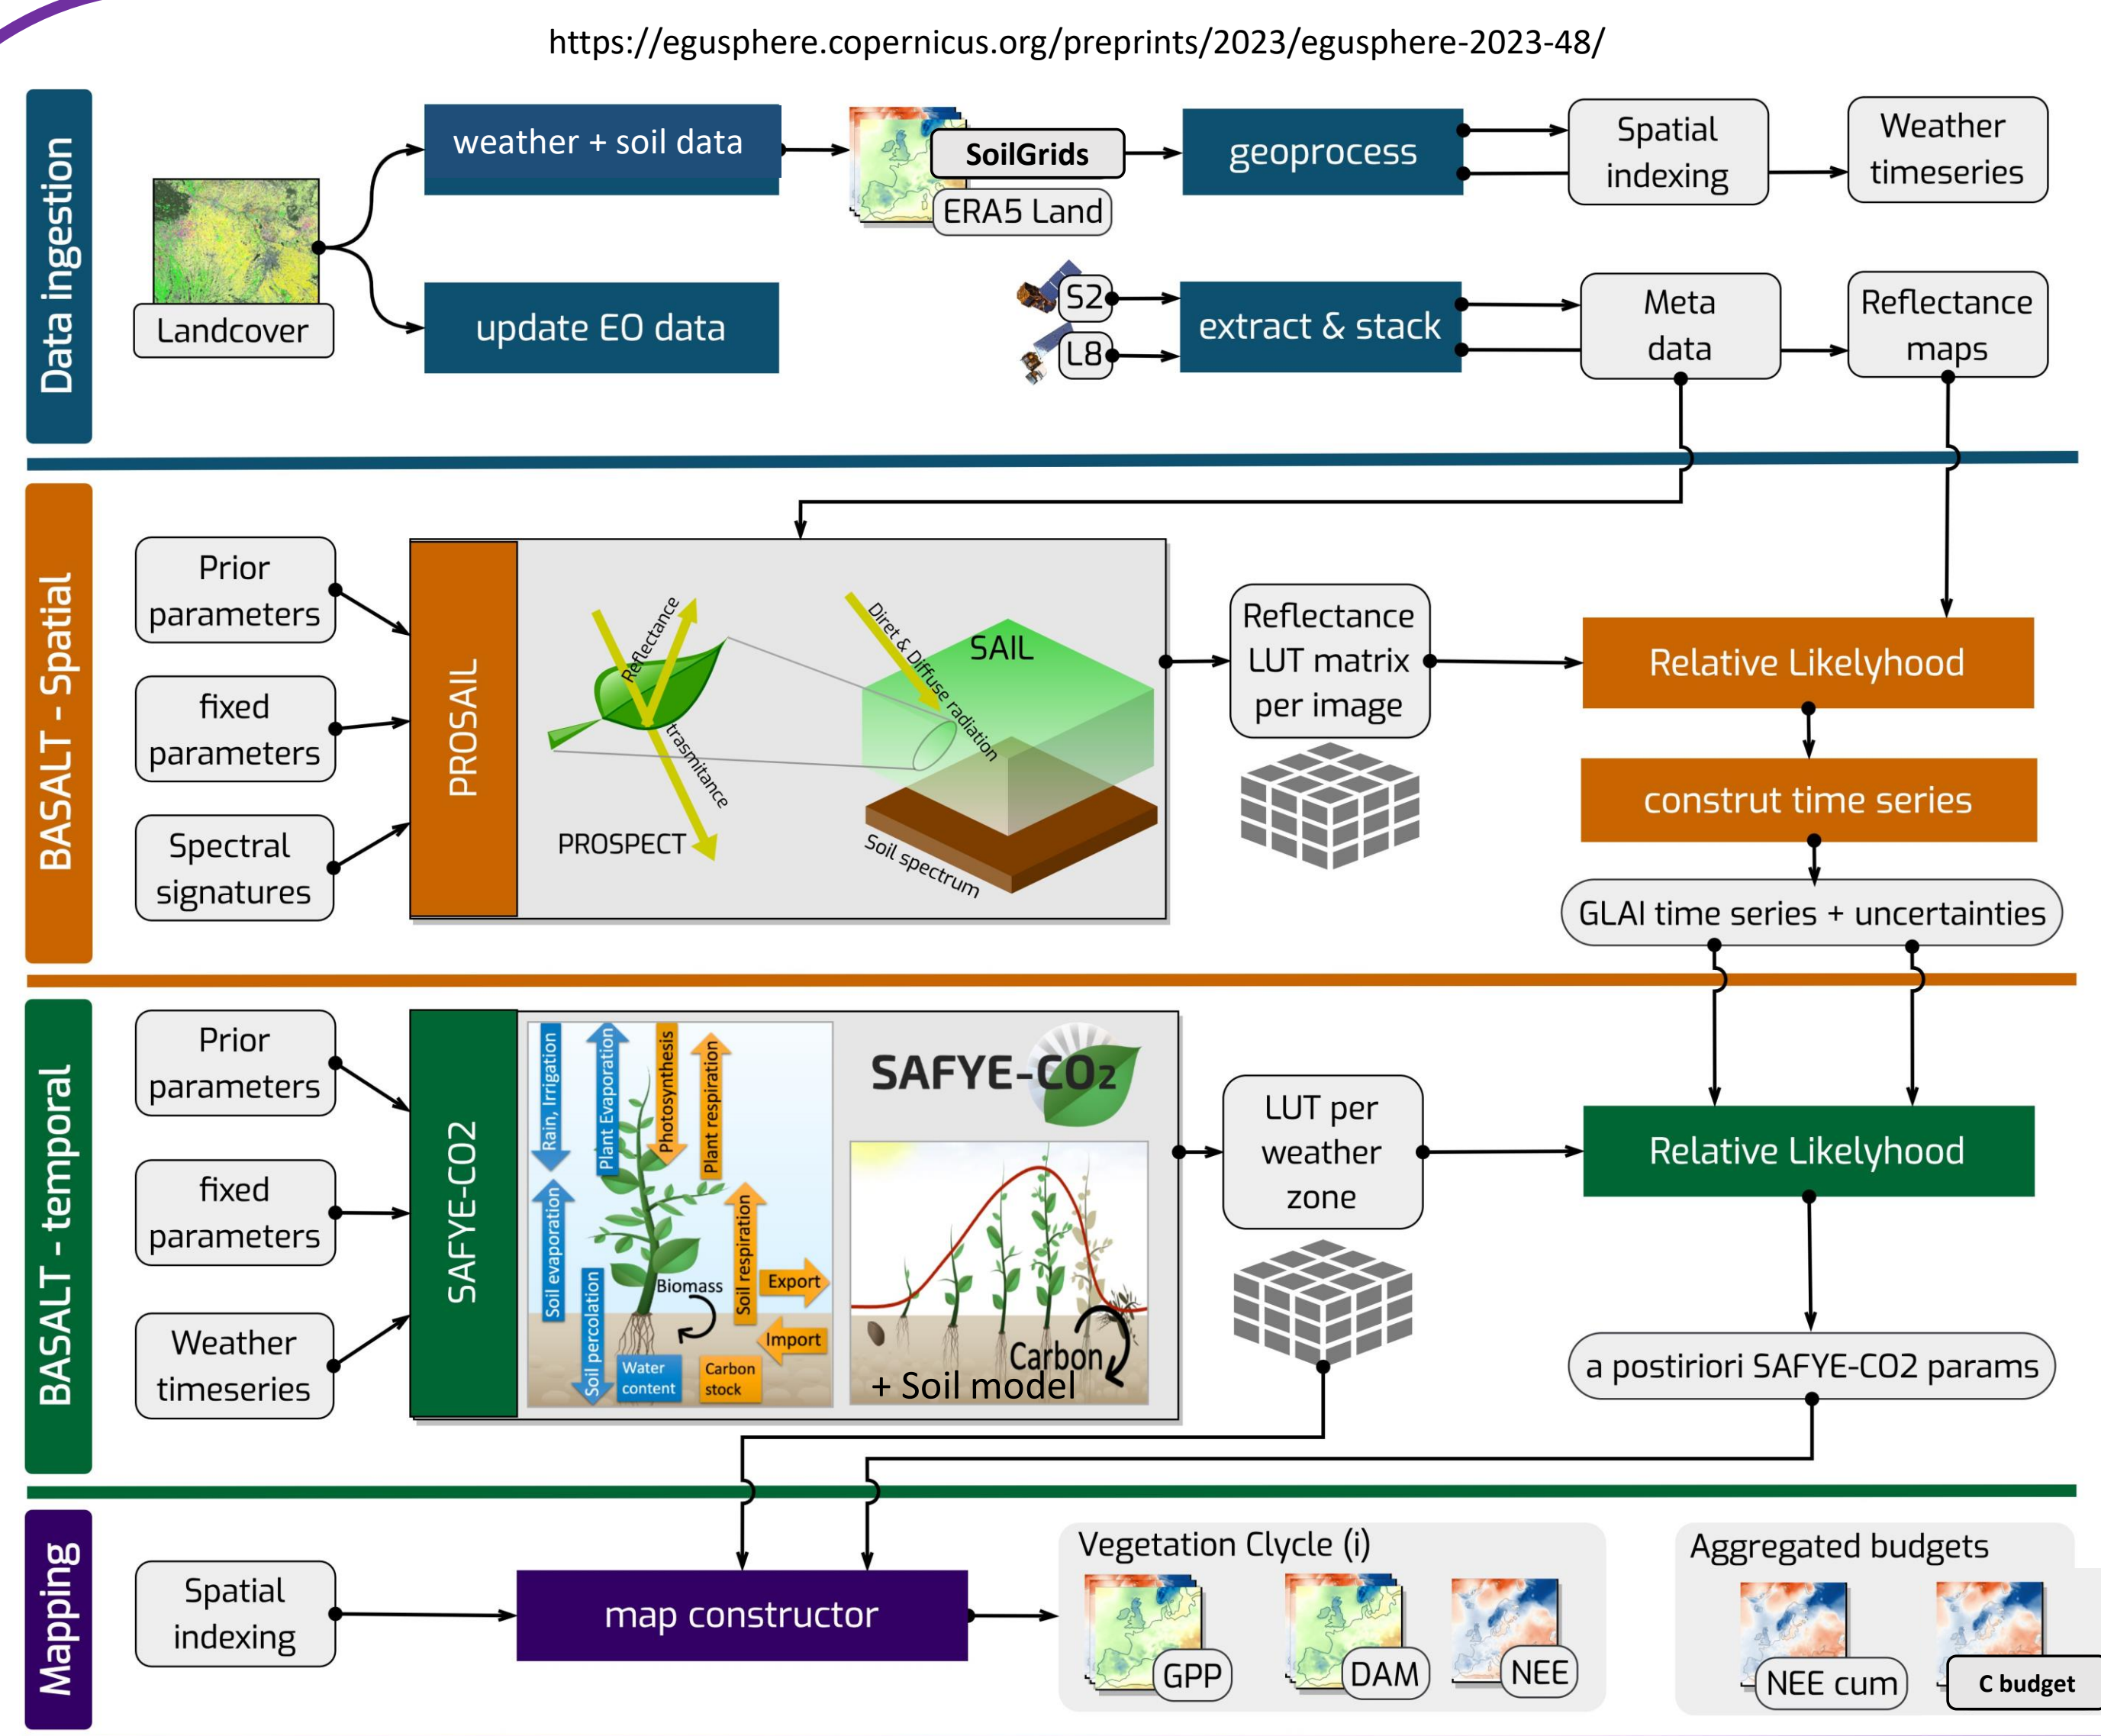 https://egusphere.copernicus.org/preprints/2023/egusphere-2023-48/
Data ingestion
Landcover
weather + soil data
update EO data
SoilGrids
ERA5 Land
geoprocess
Spatial
indexing
Weather
timeseries
S2
L8
extract & stack
Meta
data
Reflectance
maps
BASALT - Spatial
Prior
parameters
fixed
parameters
Spectral
signatures
PROSAIL
Reflectance
trasmitance
PROSPECT
Diret & Diffuse radiation
SAIL
Soil spectrum
Reflectance
LUT matrix
per image
Relative Likelyhood
construt time series
GLAI time series + uncertainties
BASALT - temporal
Prior
parameters
fixed
parameters
Weather
timeseries
SAFYE-CO2
Rain, Irrigation
Plant Evaporation
Photosynthesis
Plant respiration
Soil evaporation
Soil percolation
Biomass
Soil respiration
Export
Import
Water
content
Carbon
stock
SAFYE-CO2
Carbon
+ Soil model
LUT per
weather
zone
Relative Likelyhood
a postiriori SAFYE-CO2 params
Mapping
Spatial
indexing
map constructor
Vegetation Clycle (i)
GPP
DAM
NEE
Aggregated budgets
NEE cum
C budget